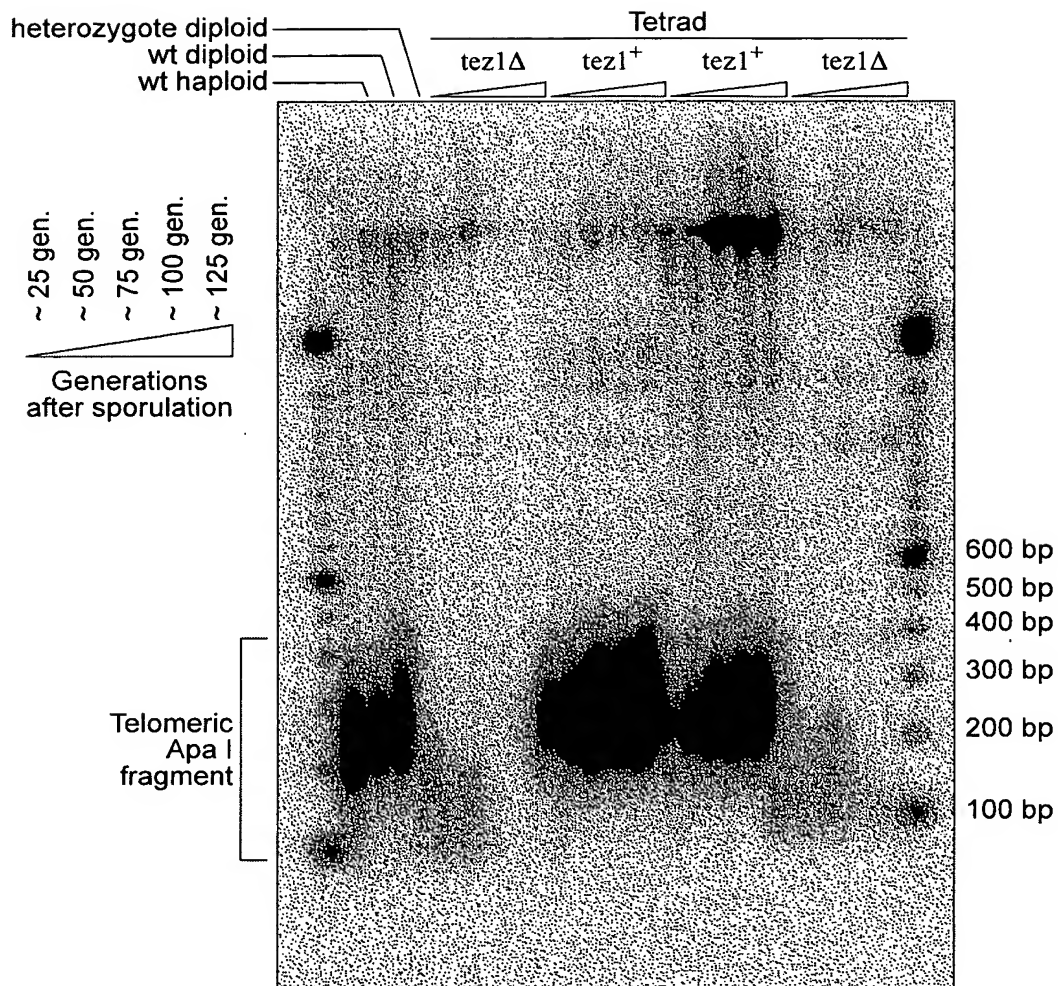 heterozygote diploid
wt diploid
wt haploid
Tetrad
tez1Δ
tez1⁺
tez1⁺
tez1Δ
~ 25 gen.
~ 50 gen.
~ 75 gen.
~ 100 gen.
~ 125 gen.
Generations
after sporulation
600 bp
500 bp
400 bp
300 bp
200 bp
100 bp
Telomeric
Apa I
fragment